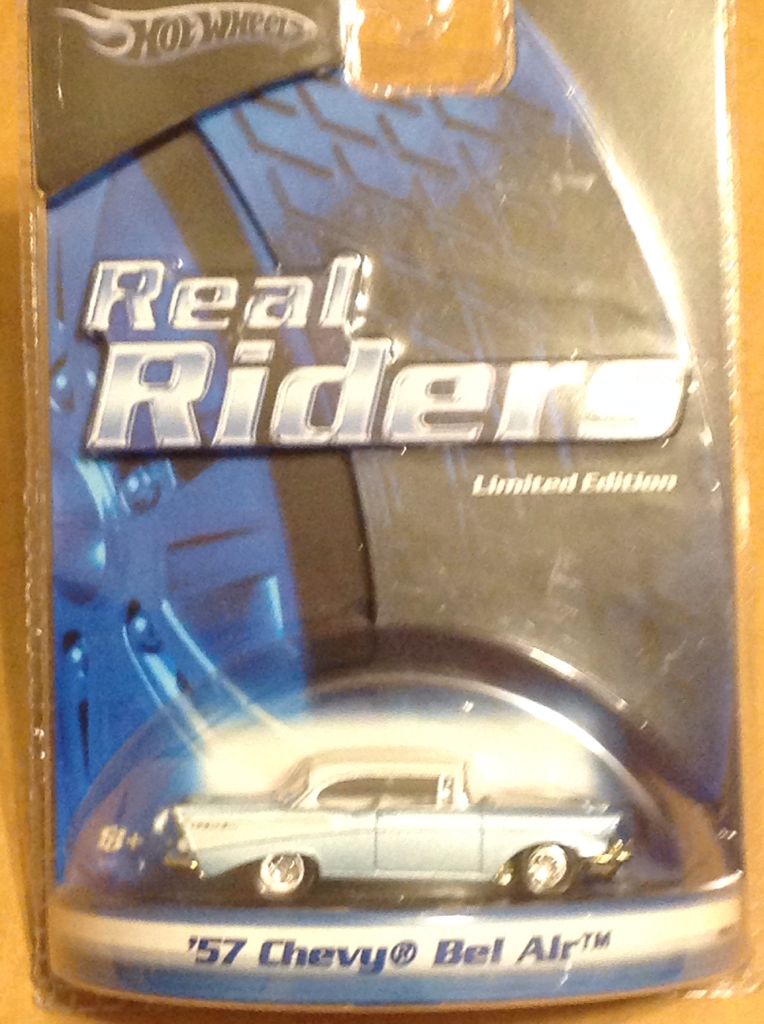 HOT WHEELS
Real
Riders
Limited Edition
8+
'57 Chevy® Bel Air™